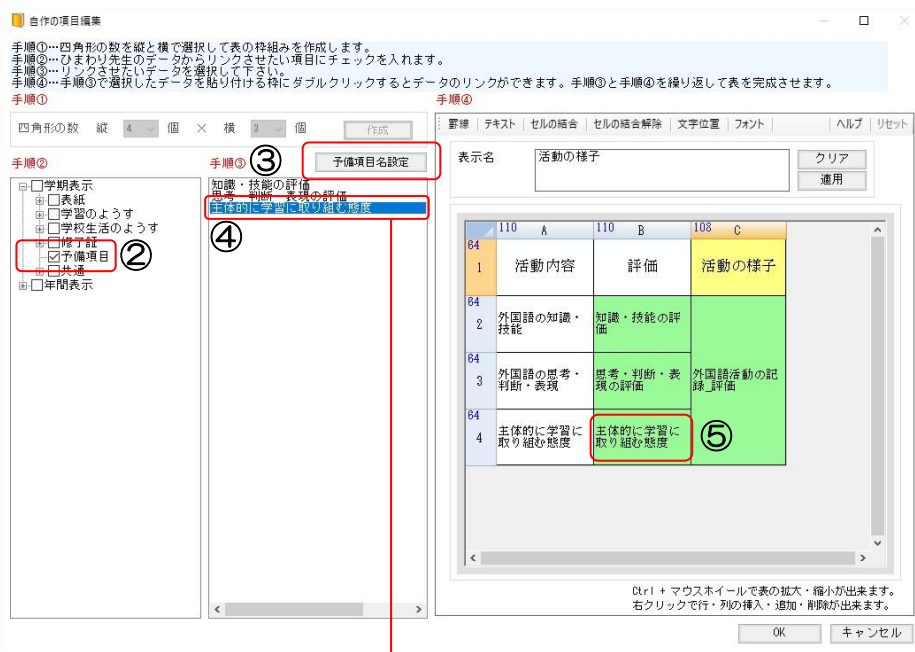 自作の項目編集
手順①…四角形の数を縦と横で選択して表の枠組みを作成します。
手順②…ひまわり先生のデータからリンクさせたい項目にチェックを入れます。
手順③…リンクさせたいデータを選択して下さい。
手順④…手順③で選択したデータを貼り付ける枠にダブルクリックするとデータのリンクができます。手順③と手順④を繰り返して表を完成させます。
手順①
四角形の数 縦 4 個 × 横 3 個 作成
手順②
学期表示
表紙
学習のようす
学校生活のようす
修了証
予備項目
共通
年間表示
②
手順③
③
予備項目名設定
知識・技能の評価
思考・判断・表現の評価
主体的に学習に取り組む態度
④
手順④
罫線 テキスト セルの結合 セルの結合解除 文字位置 フォント ヘルプ リセット
表示名 活動の様子
クリア
適用
110 A 110 B 108 C
64
1 活動内容 評価 活動の様子
64
2 外国語の知識・技能 知識・技能の評価
64
3 外国語の思考・判断・表現 思考・判断・表現の評価 外国語活動の記録_評価
64
4 主体的に学習に取り組む態度 主体的に学習に取り組む態度
⑤
Ctrl + マウスホイールで表の拡大・縮小が出来ます。
右クリックで行・列の挿入・追加・削除が出来ます。
OK キャンセル